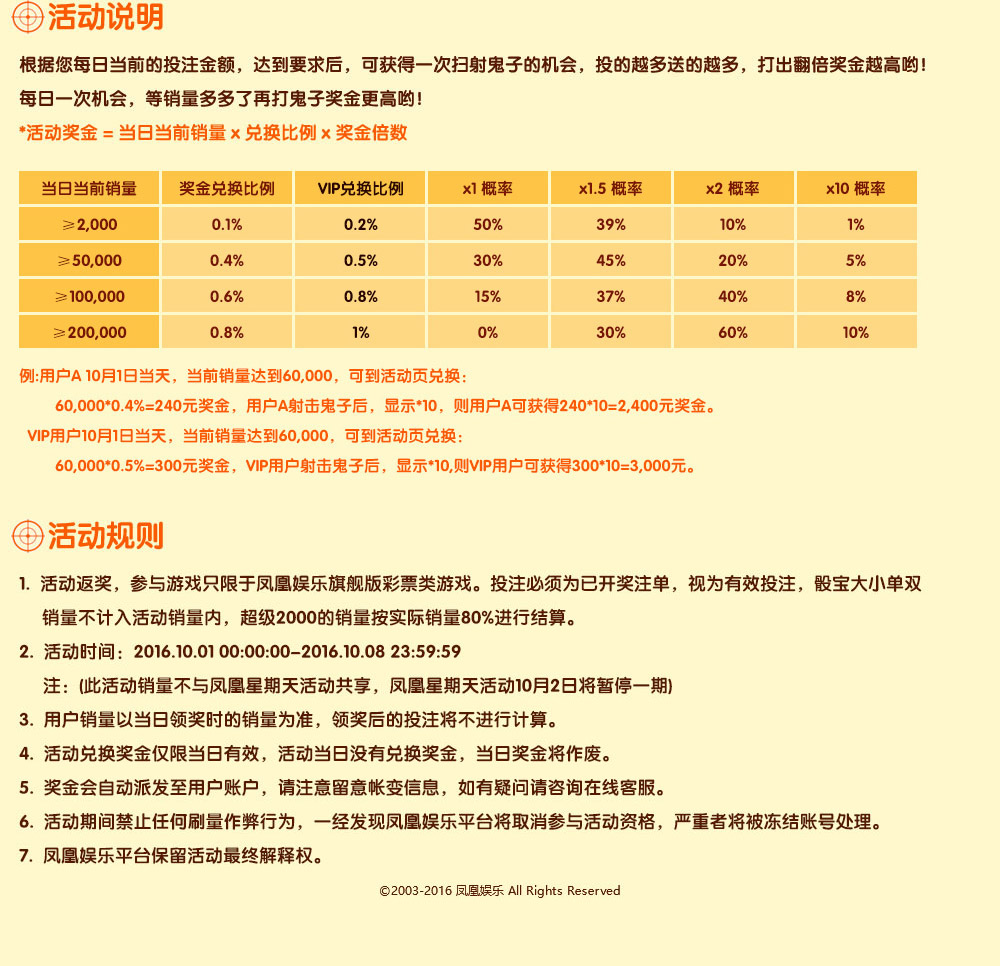 活动说明
根据您每日当前的投注金额，达到要求后，可获得一次扫射鬼子的机会，投的越多送的越多，打出翻倍奖金越高哟！
每日一次机会，等销量多多了再打鬼子奖金更高哟！
*活动奖金 = 当日当前销量 x 兑换比例 x 奖金倍数
当日当前销量 奖金兑换比例 VIP兑换比例 x1 概率 x1.5 概率 x2 概率 x10 概率
≥2,000 0.1% 0.2% 50% 39% 10% 1%
≥50,000 0.4% 0.5% 30% 45% 20% 5%
≥100,000 0.6% 0.8% 15% 37% 40% 8%
≥200,000 0.8% 1% 0% 30% 60% 10%
例:用户A 10月1日当天，当前销量达到60,000，可到活动页兑换：
60,000*0.4%=240元奖金，用户A射击鬼子后，显示*10，则用户A可获得240*10=2,400元奖金。
VIP用户10月1日当天，当前销量达到60,000，可到活动页兑换：
60,000*0.5%=300元奖金，VIP用户射击鬼子后，显示*10,则VIP用户可获得300*10=3,000元。
活动规则
1. 活动返奖，参与游戏只限于凤凰娱乐旗舰版彩票类游戏。投注必须为已开奖注单，视为有效投注，骰宝大小单双
销量不计入活动销量内，超级2000的销量按实际销量80%进行结算。
2. 活动时间：2016.10.01 00:00:00–2016.10.08 23:59:59
注：(此活动销量不与凤凰星期天活动共享，凤凰星期天活动10月2日将暂停一期)
3. 用户销量以当日领奖时的销量为准，领奖后的投注将不进行计算。
4. 活动兑换奖金仅限当日有效，活动当日没有兑换奖金，当日奖金将作废。
5. 奖金会自动派发至用户账户，请注意留意帐变信息，如有疑问请咨询在线客服。
6. 活动期间禁止任何刷量作弊行为，一经发现凤凰娱乐平台将取消参与活动资格，严重者将被冻结账号处理。
7. 凤凰娱乐平台保留活动最终解释权。
©2003-2016 凤凰娱乐 All Rights Reserved